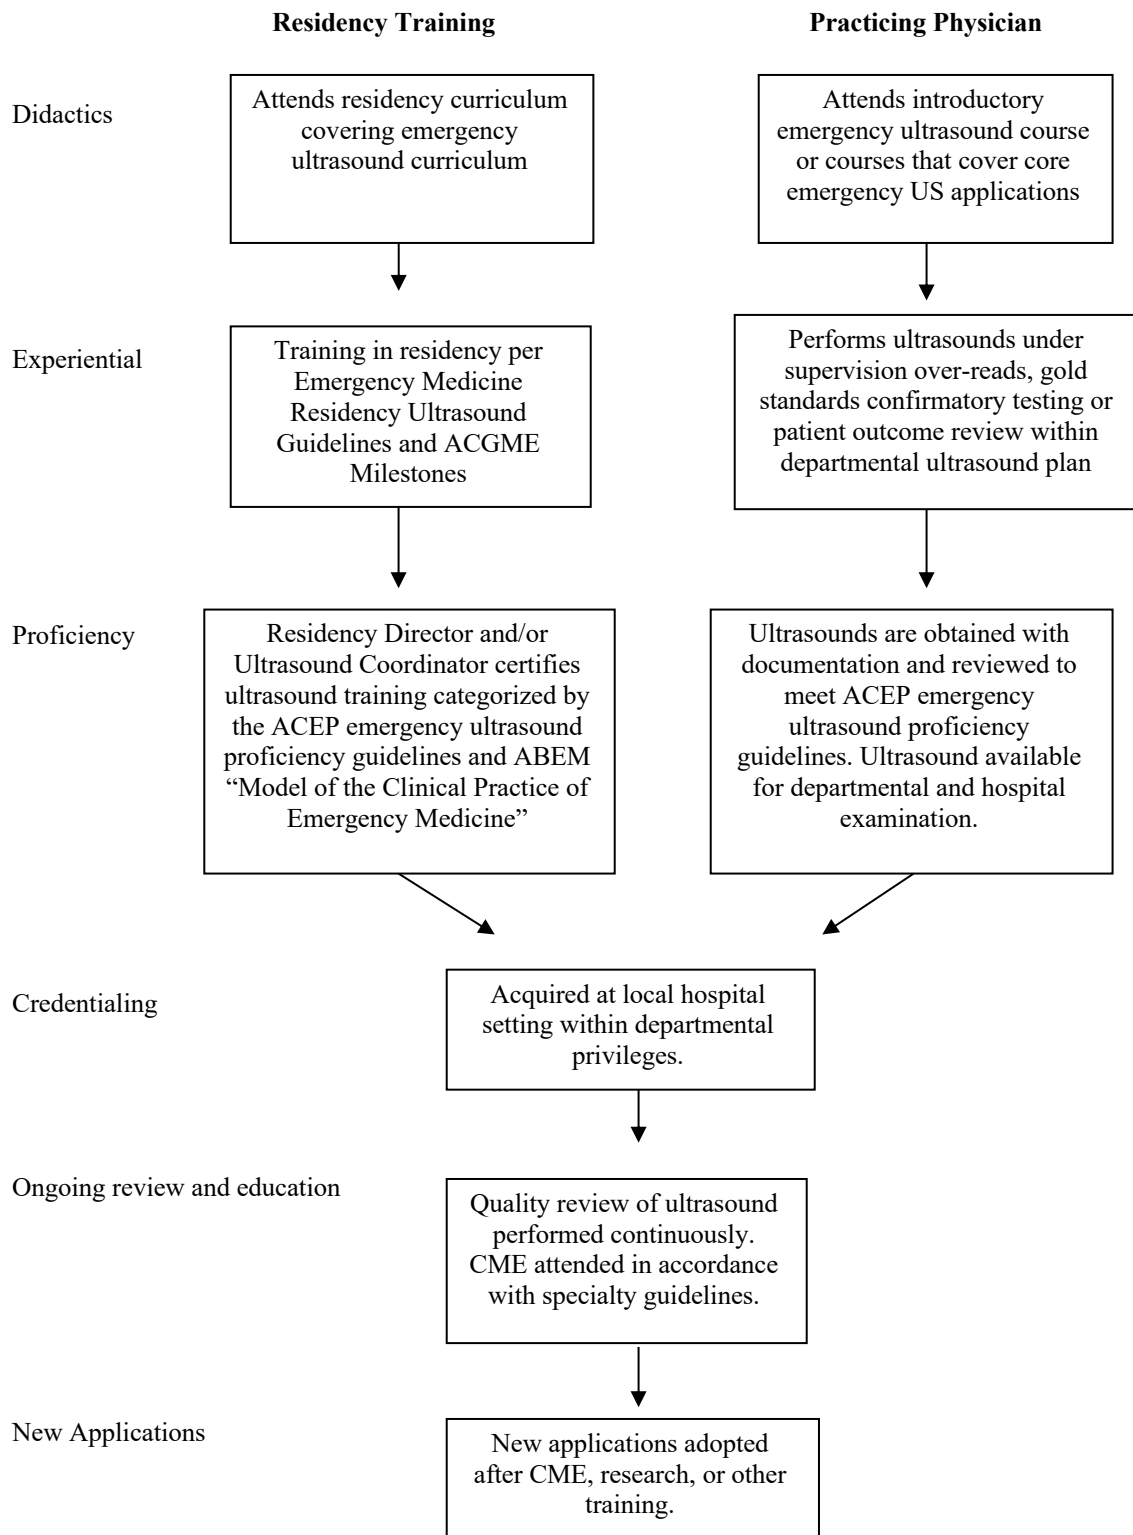 Residency Training
Practicing Physician
Didactics
Attends residency curriculum
covering emergency
ultrasound curriculum
Attends introductory
emergency ultrasound course
or courses that cover core
emergency US applications
Experiential
Training in residency per
Emergency Medicine
Residency Ultrasound
Guidelines and ACGME
Milestones
Performs ultrasounds under
supervision over-reads, gold
standards confirmatory testing or
patient outcome review within
departmental ultrasound plan
Proficiency
Residency Director and/or
Ultrasound Coordinator certifies
ultrasound training categorized by
the ACEP emergency ultrasound
proficiency guidelines and ABEM
“Model of the Clinical Practice of
Emergency Medicine”
Ultrasounds are obtained with
documentation and reviewed to
meet ACEP emergency
ultrasound proficiency
guidelines. Ultrasound available
for departmental and hospital
examination.
Credentialing
Acquired at local hospital
setting within departmental
privileges.
Ongoing review and education
Quality review of ultrasound
performed continuously.
CME attended in accordance
with specialty guidelines.
New Applications
New applications adopted
after CME, research, or other
training.